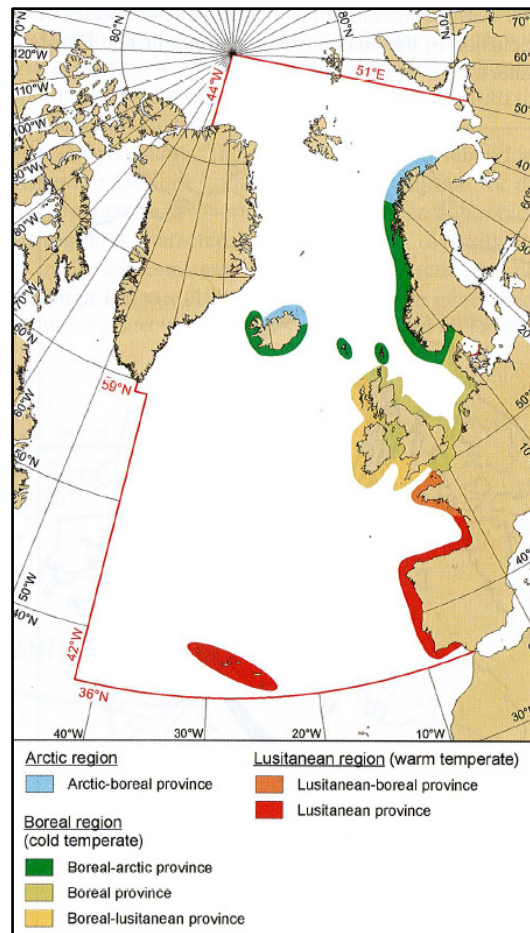 80°N
80°N
70°N
70°N
120°W
60°E
51°E
110°W
44°W
50°E
100°W
90°W
40°E
80°W
60°N
70°W
60°W
59°N
50°N
50°N
40°N
50°W
40°W
42°W
36°N
30°N
40°W
30°W
20°W
10°W
Arctic region
Arctic-boreal province
Boreal region
(cold temperate)
Boreal-arctic province
Boreal province
Boreal-lusitanean province
Lusitanean region (warm temperate)
Lusitanean-boreal province
Lusitanean province